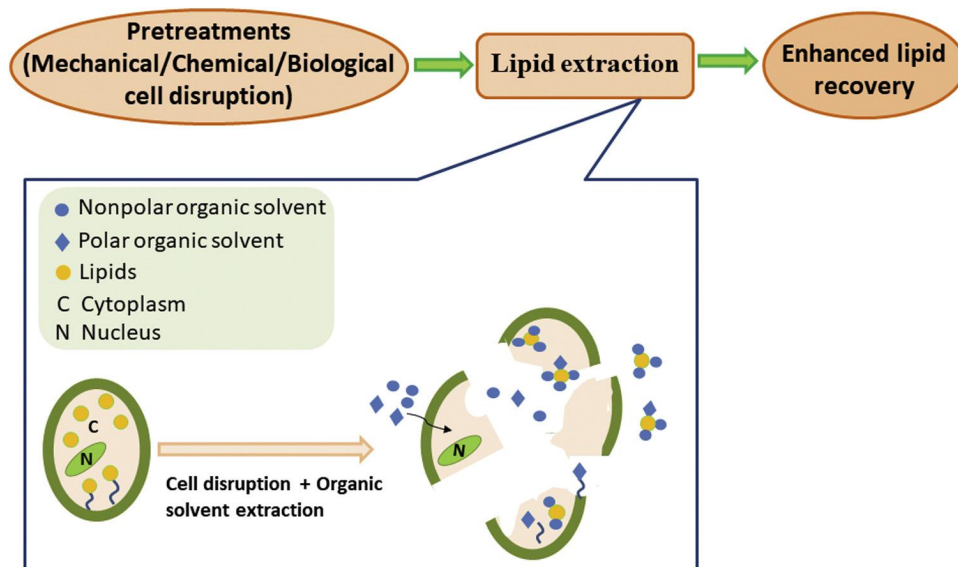 Pretreatments
(Mechanical/Chemical/Biological
cell disruption)
Lipid extraction
Enhanced lipid
recovery
Nonpolar organic solvent
Polar organic solvent
Lipids
C Cytoplasm
N Nucleus
C
N
Cell disruption + Organic
solvent extraction
N